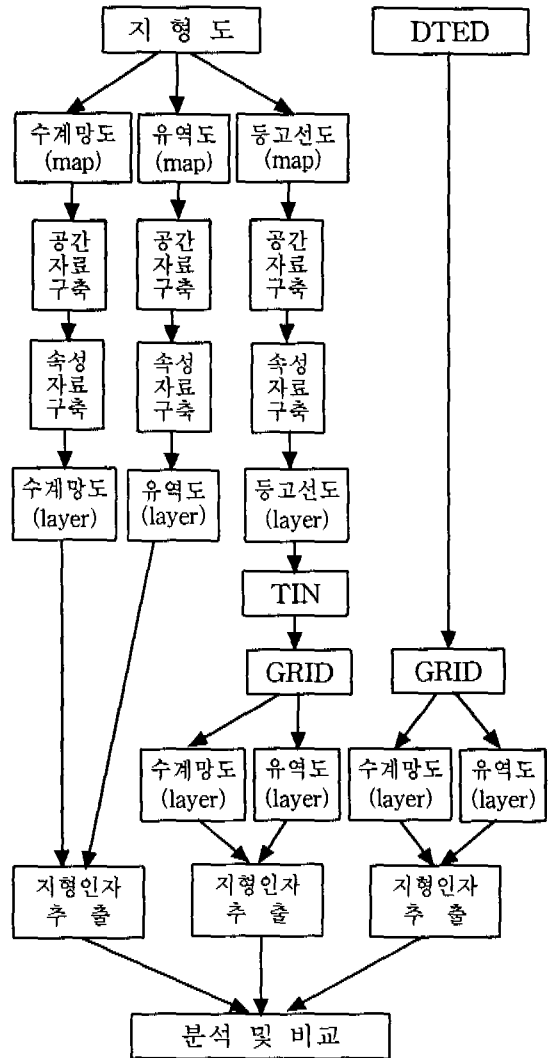 지 형 도
DTED
수계망도
(map)
유역도
(map)
등고선도
(map)
공간
자료
구축
공간
자료
구축
공간
자료
구축
속성
자료
구축
속성
자료
구축
속성
자료
구축
수계망도
(layer)
유역도
(layer)
등고선도
(layer)
TIN
GRID
GRID
수계망도
(layer)
유역도
(layer)
수계망도
(layer)
유역도
(layer)
지형인자
추 출
지형인자
추 출
지형인자
추 출
분석 및 비교